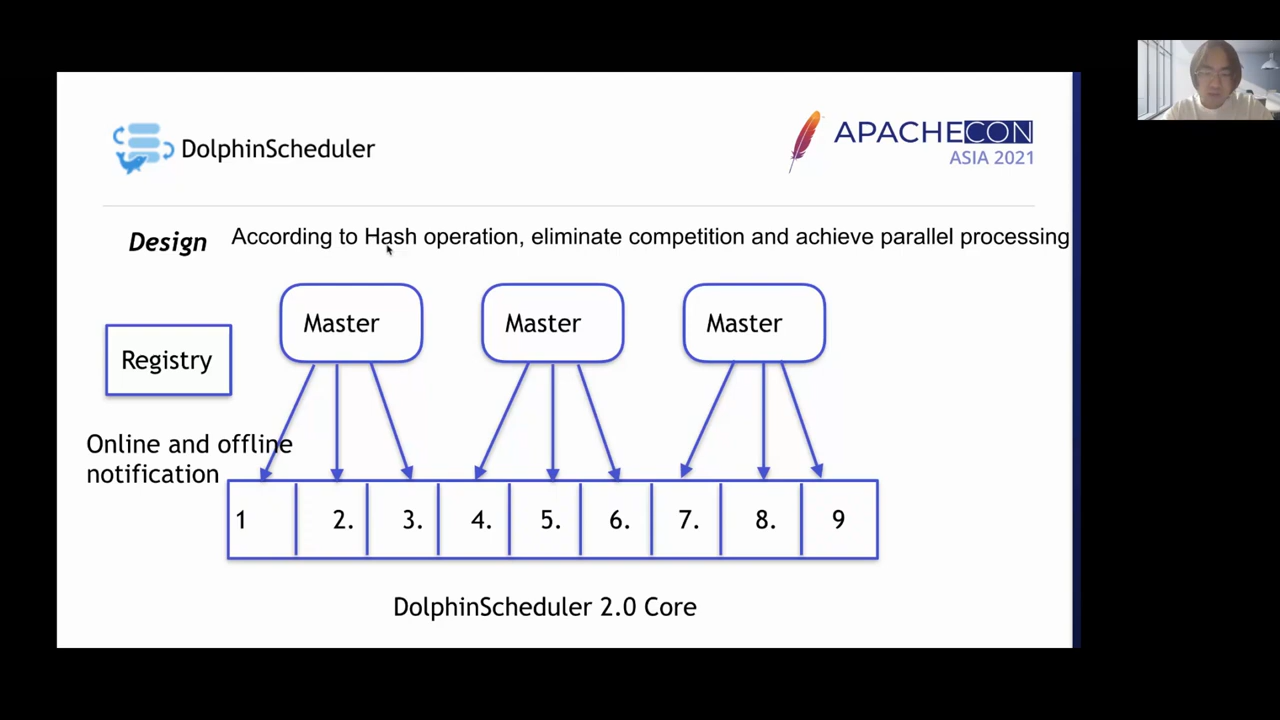 DolphinScheduler
APACHECON
ASIA 2021
Design
According to Hash operation, eliminate competition and achieve parallel processing
Master
Master
Master
Registry
Online and offline
notification
1 2. 3. 4. 5. 6. 7. 8. 9
DolphinScheduler 2.0 Core